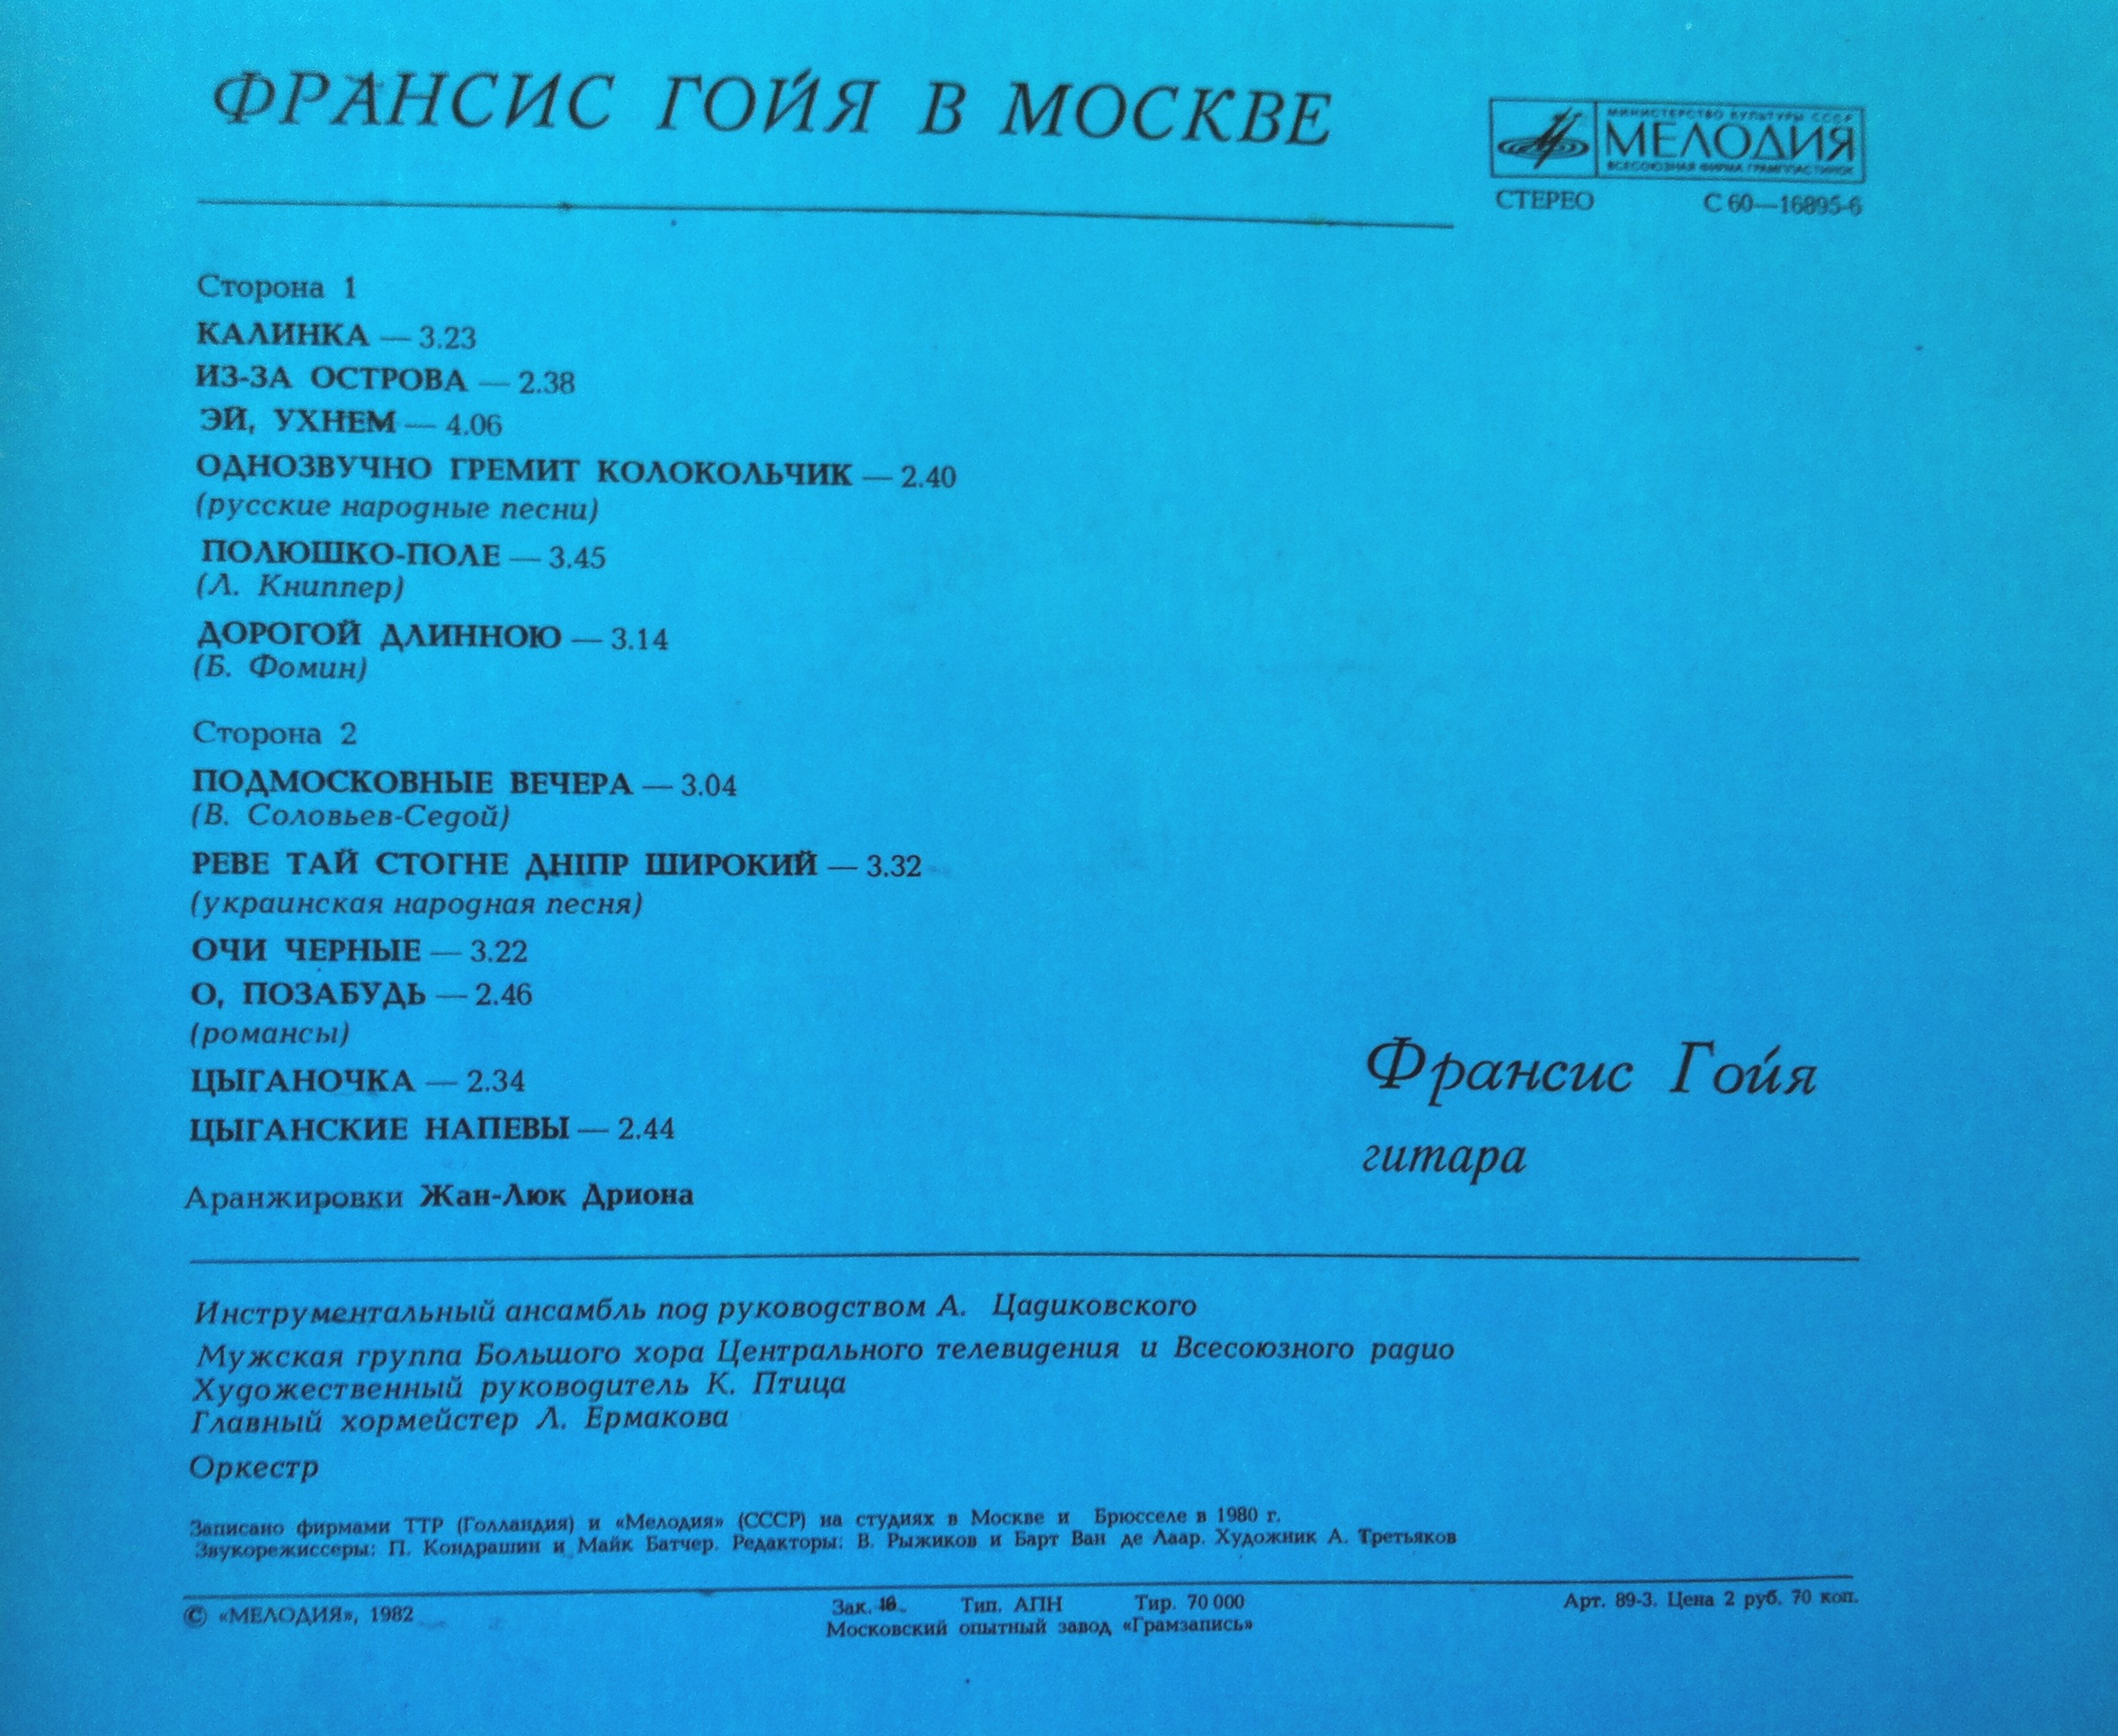 ФРАНСИС ГОЙЯ В МОСКВЕ
МИНИСТЕРСТВО КУЛЬТУРЫ СССР
МЕЛОДИЯ
ВСЕСОЮЗНАЯ ФИРМА ГРАМПЛАСТИНОК
СТЕРЕО С 60—16895-6
Сторона 1
КАЛИНКА — 3.23
ИЗ-ЗА ОСТРОВА — 2.38
ЭЙ, УХНЕМ — 4.06
ОДНОЗВУЧНО ГРЕМИТ КОЛОКОЛЬЧИК — 2.40
(русские народные песни)
ПОЛЮШКО-ПОЛЕ — 3.45
(Л. Книппер)
ДОРОГОЙ ДЛИННОЮ — 3.14
(Б. Фомин)
Сторона 2
ПОДМОСКОВНЫЕ ВЕЧЕРА — 3.04
(В. Соловьев-Седой)
РЕВЕ ТАЙ СТОГНЕ ДНІПР ШИРОКИЙ — 3.32
(украинская народная песня)
ОЧИ ЧЕРНЫЕ — 3.22
О, ПОЗАБУДЬ — 2.46
(романсы)
ЦЫГАНОЧКА — 2.34
ЦЫГАНСКИЕ НАПЕВЫ — 2.44
Аранжировки Жан-Люк Дриона
Франсис Гойя
гитара
Инструментальный ансамбль под руководством А. Цадиковского
Мужская группа Большого хора Центрального телевидения и Всесоюзного радио
Художественный руководитель К. Птица
Главный хормейстер Л. Ермакова
Оркестр
Записано фирмами ТТР (Голландия) и «Мелодия» (СССР) на студиях в Москве и Брюсселе в 1980 г.
Звукорежиссеры: П. Кондрашин и Майк Батчер. Редакторы: В. Рыжиков и Барт Ван де Лаар. Художник А. Третьяков
© «МЕЛОДИЯ», 1982
Зак. Тип. АПН Тир. 70 000
Московский опытный завод «Грамзапись»
Арт. 89-3. Цена 2 руб. 70 коп.